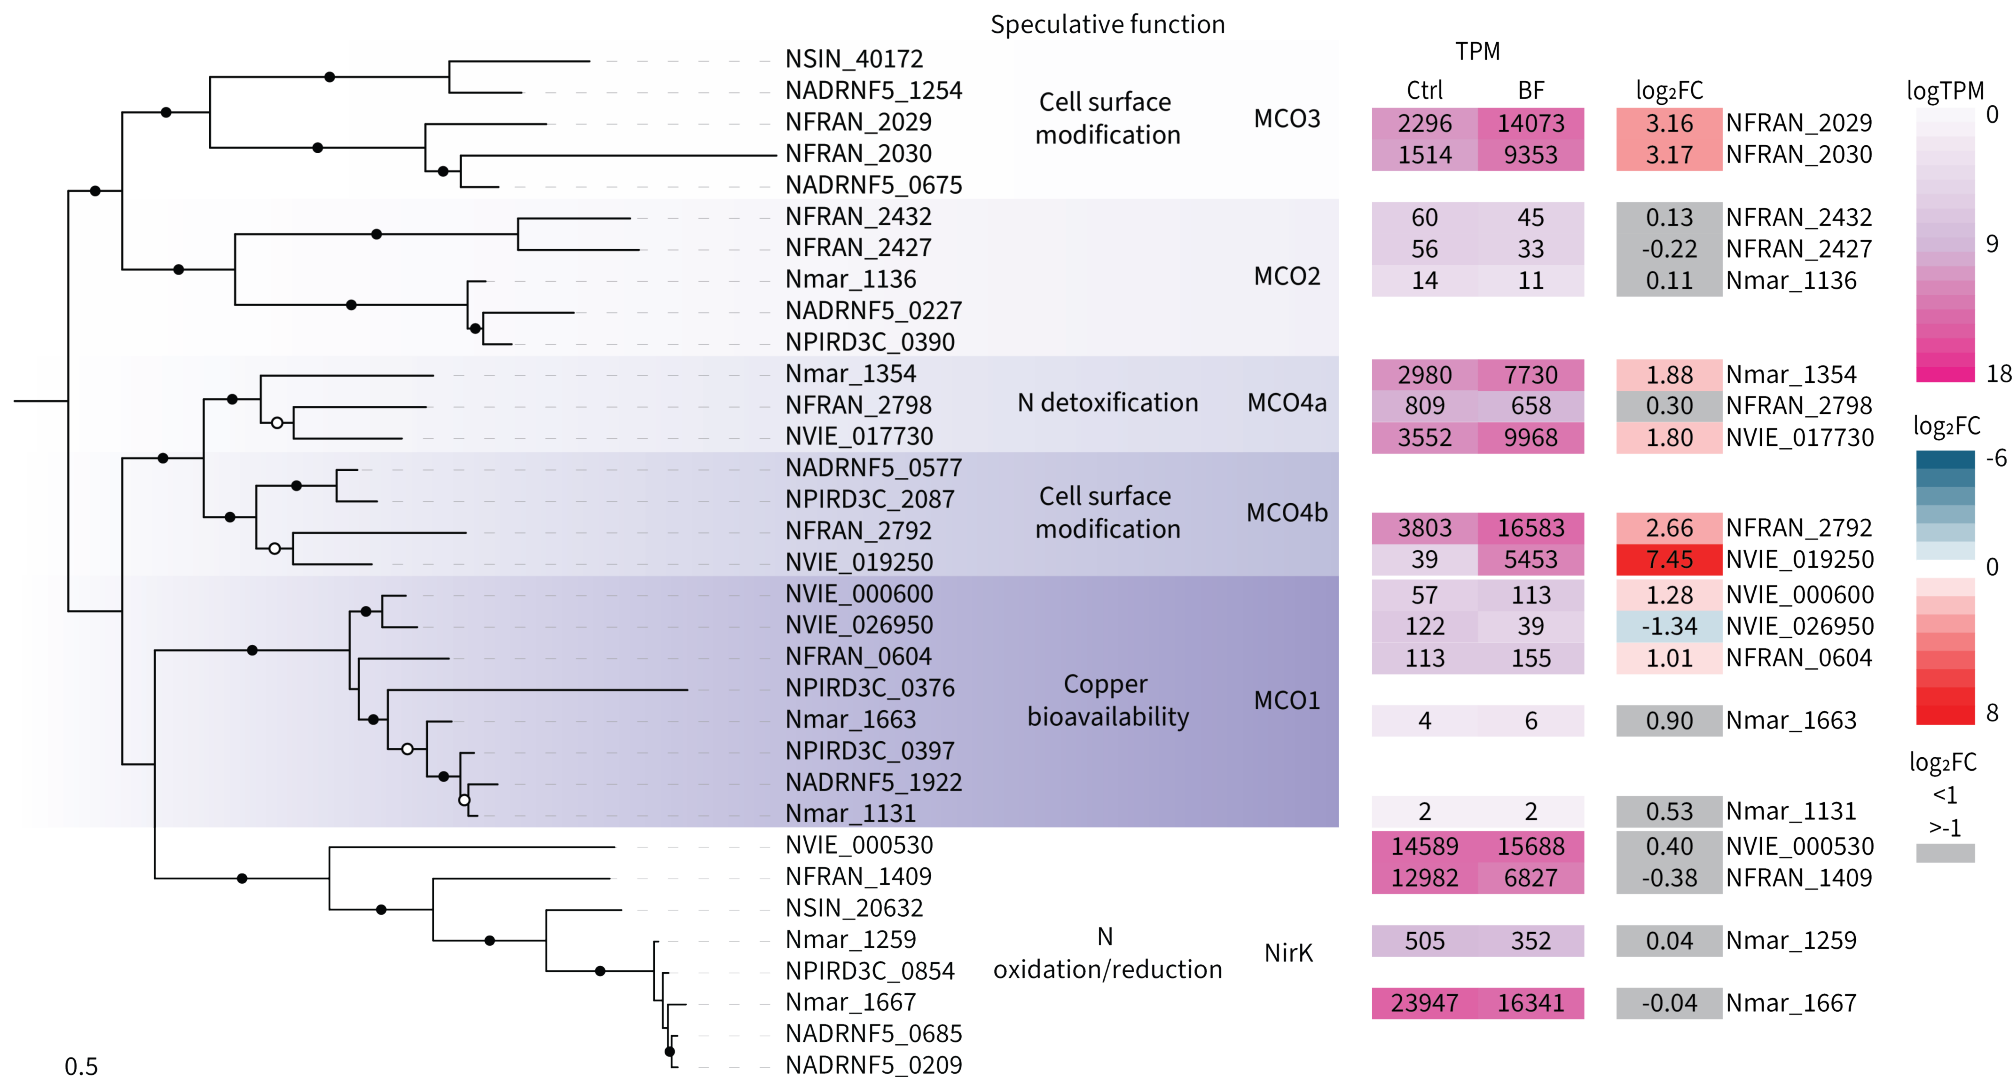 Speculative function
NSIN_40172
NADRNF5_1254
NFRAN_2029
NFRAN_2030
NADRNF5_0675
Cell surface
modification
MCO3
NFRAN_2432
NFRAN_2427
Nmar_1136
NADRNF5_0227
NPIRD3C_0390
MCO2
Nmar_1354
NFRAN_2798
NVIE_017730
N detoxification
MCO4a
NADRNF5_0577
NPIRD3C_2087
NFRAN_2792
NVIE_019250
Cell surface
modification
MCO4b
NVIE_000600
NVIE_026950
NFRAN_0604
NPIRD3C_0376
Nmar_1663
NPIRD3C_0397
NADRNF5_1922
Nmar_1131
Copper
bioavailability
MCO1
NVIE_000530
NFRAN_1409
NSIN_20632
Nmar_1259
NPIRD3C_0854
Nmar_1667
NADRNF5_0685
NADRNF5_0209
N
oxidation/reduction
NirK
0.5
TPM
Ctrl BF log₂FC
2296 14073 3.16 NFRAN_2029
1514 9353 3.17 NFRAN_2030
60 45 0.13 NFRAN_2432
56 33 -0.22 NFRAN_2427
14 11 0.11 Nmar_1136
2980 7730 1.88 Nmar_1354
809 658 0.30 NFRAN_2798
3552 9968 1.80 NVIE_017730
3803 16583 2.66 NFRAN_2792
39 5453 7.45 NVIE_019250
57 113 1.28 NVIE_000600
122 39 -1.34 NVIE_026950
113 155 1.01 NFRAN_0604
4 6 0.90 Nmar_1663
2 2 0.53 Nmar_1131
14589 15688 0.40 NVIE_000530
12982 6827 -0.38 NFRAN_1409
505 352 0.04 Nmar_1259
23947 16341 -0.04 Nmar_1667
logTPM
0
9
18
log₂FC
-6
0
8
log₂FC
<1
>-1